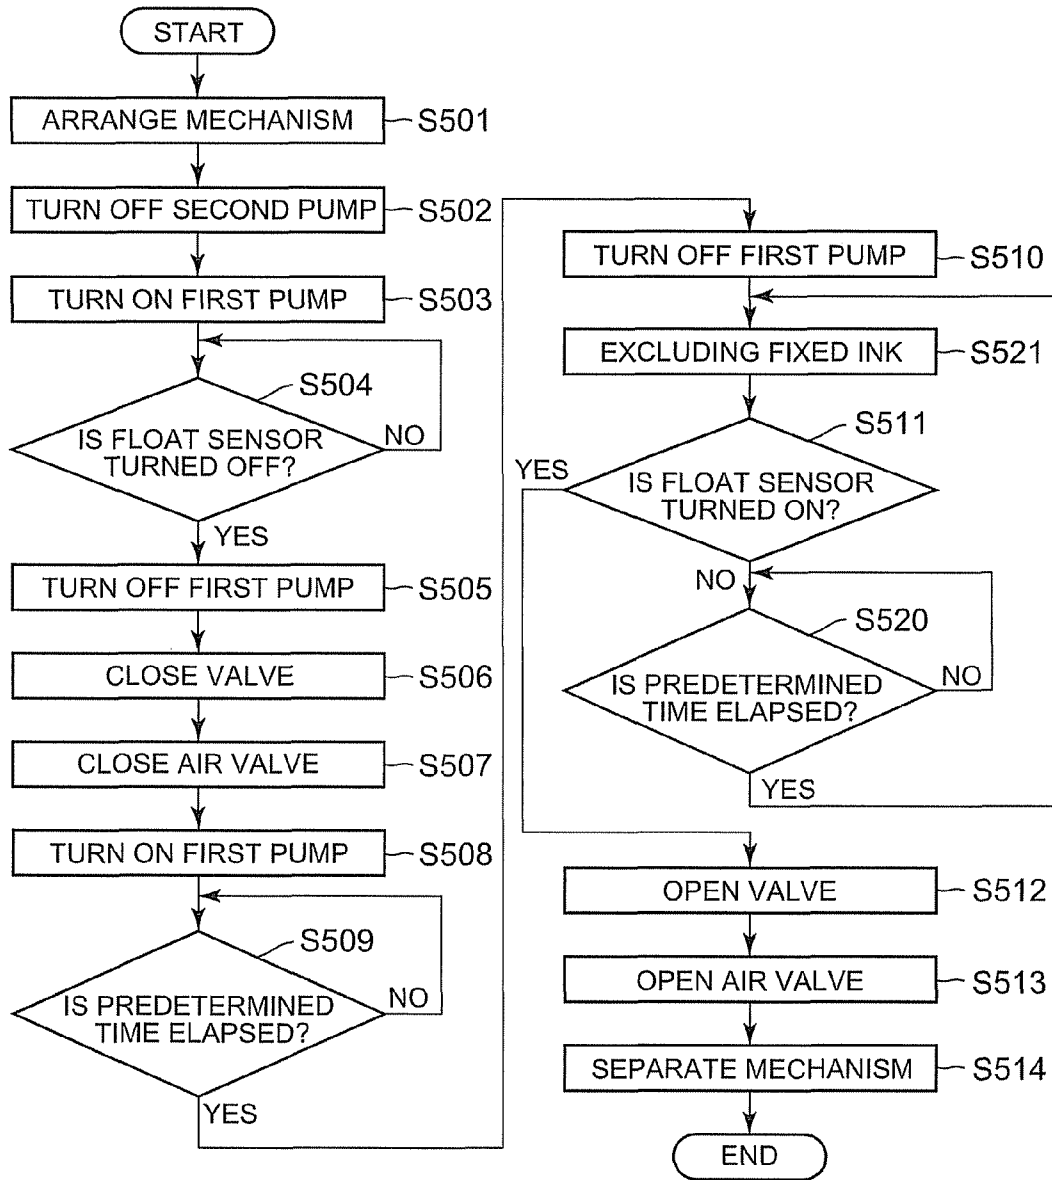 START
ARRANGE MECHANISM
S501
TURN OFF SECOND PUMP
S502
TURN ON FIRST PUMP
S503
S504
IS FLOAT SENSOR
TURNED OFF?
NO
YES
TURN OFF FIRST PUMP
S505
CLOSE VALVE
S506
CLOSE AIR VALVE
S507
TURN ON FIRST PUMP
S508
S509
IS PREDETERMINED
TIME ELAPSED?
NO
YES
TURN OFF FIRST PUMP
S510
EXCLUDING FIXED INK
S521
S511
YES
IS FLOAT SENSOR
TURNED ON?
NO
S520
IS PREDETERMINED
TIME ELAPSED?
NO
YES
OPEN VALVE
S512
OPEN AIR VALVE
S513
SEPARATE MECHANISM
S514
END